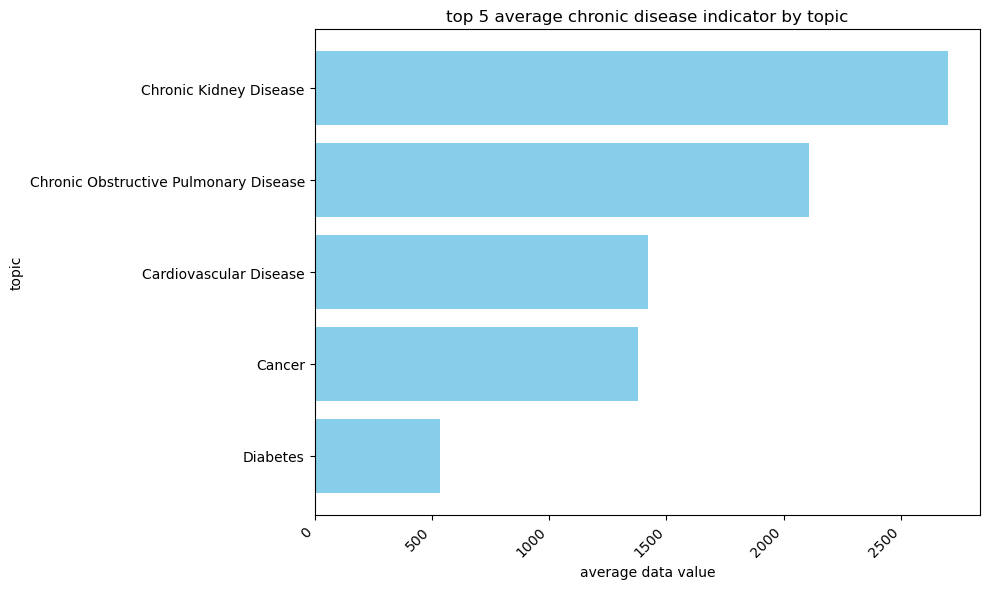 top 5 average chronic disease indicator by topic
Chronic Kidney Disease
Chronic Obstructive Pulmonary Disease
Cardiovascular Disease
Cancer
Diabetes
topic
0 500 1000 1500 2000 2500
average data value